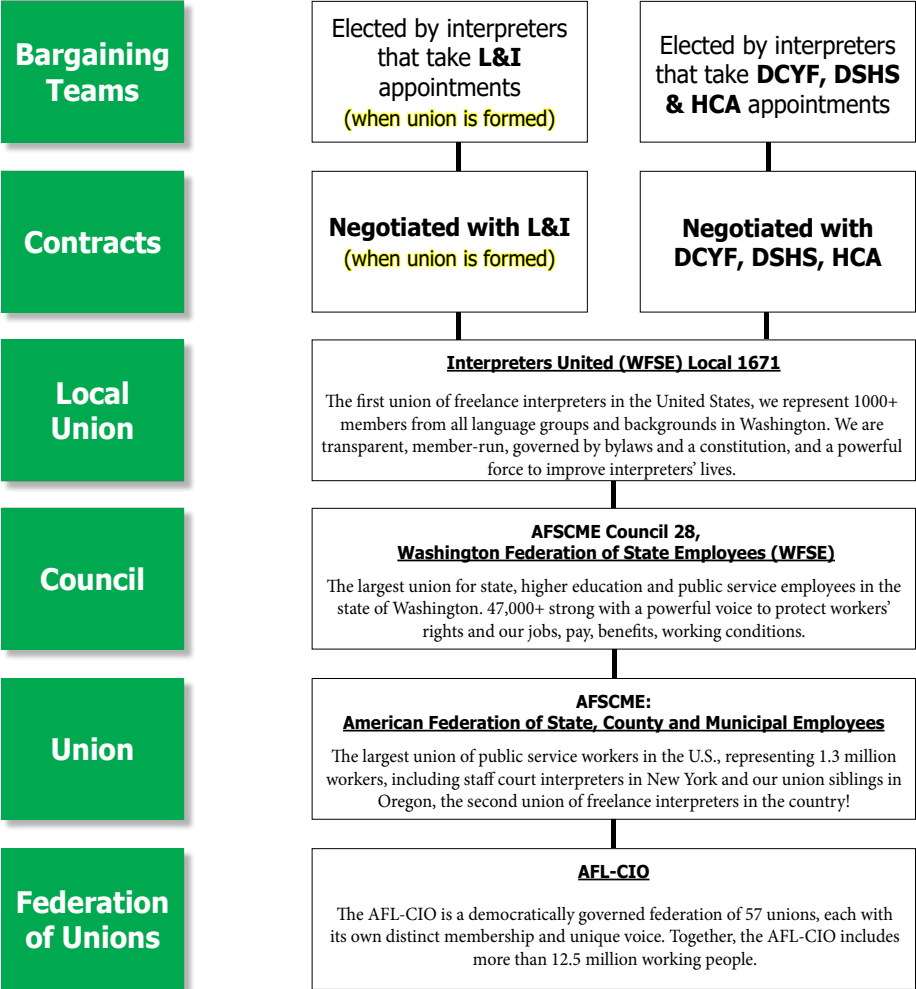 Bargaining
Teams
Elected by interpreters
that take L&I
appointments
(when union is formed)
Elected by interpreters
that take DCYF, DSHS
& HCA appointments
Contracts
Negotiated with L&I
(when union is formed)
Negotiated with
DCYF, DSHS, HCA
Local
Union
Interpreters United (WFSE) Local 1671
The first union of freelance interpreters in the United States, we represent 1000+
members from all language groups and backgrounds in Washington. We are
transparent, member-run, governed by bylaws and a constitution, and a powerful
force to improve interpreters’ lives.
Council
AFSCME Council 28,
Washington Federation of State Employees (WFSE)
The largest union for state, higher education and public service employees in the
state of Washington. 47,000+ strong with a powerful voice to protect workers’
rights and our jobs, pay, benefits, working conditions.
Union
AFSCME:
American Federation of State, County and Municipal Employees
The largest union of public service workers in the U.S., representing 1.3 million
workers, including staff court interpreters in New York and our union siblings in
Oregon, the second union of freelance interpreters in the country!
Federation
of Unions
AFL-CIO
The AFL-CIO is a democratically governed federation of 57 unions, each with
its own distinct membership and unique voice. Together, the AFL-CIO includes
more than 12.5 million working people.